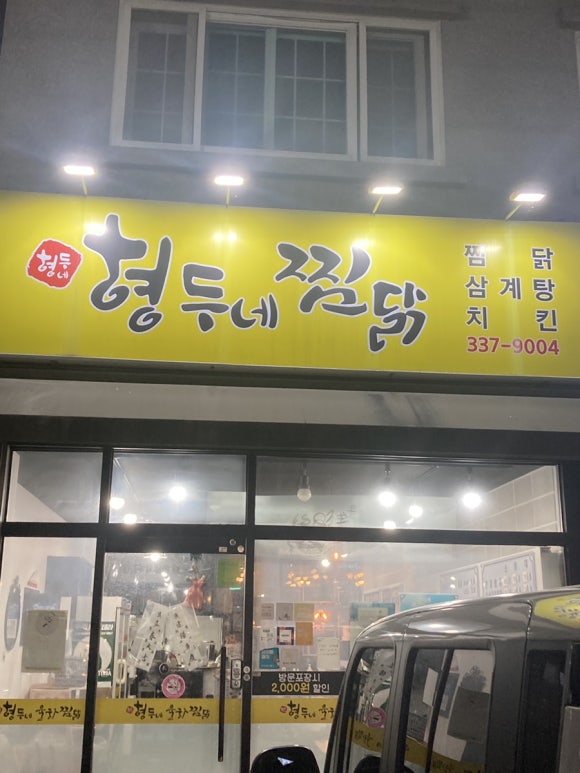 형두네
형두네 찜닭
찜닭
삼계탕
치킨
337-9004
방문포장시
2,000원 할인
형두네 찜닭
형두네